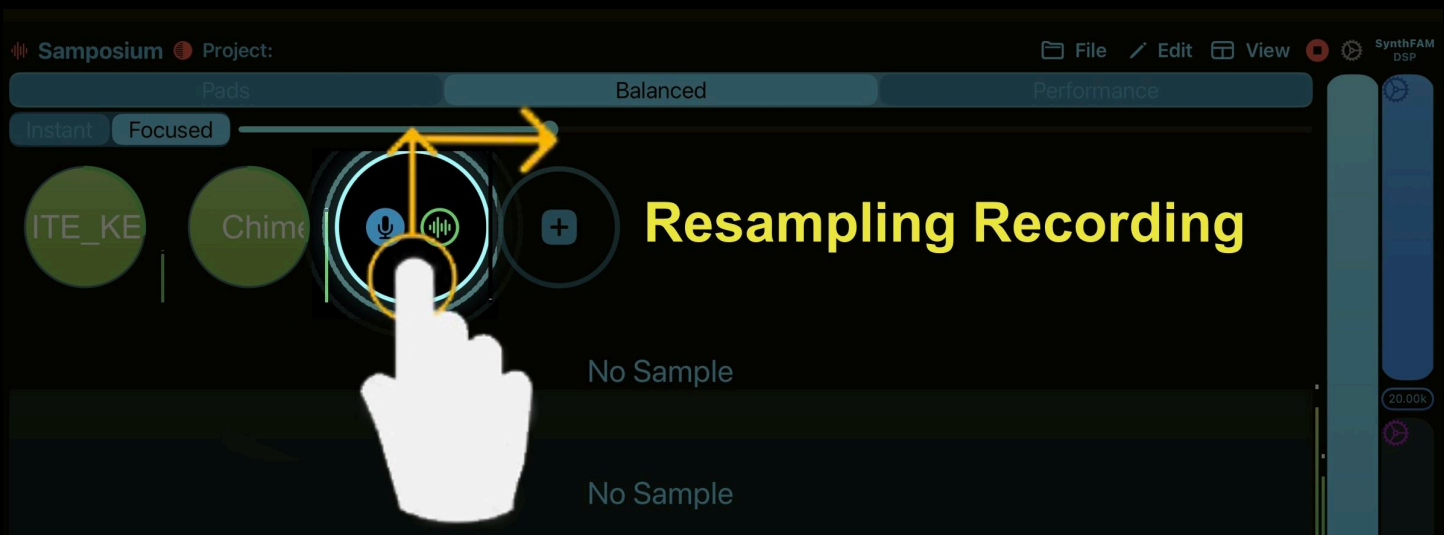 Samposium Project: File Edit View SynthFAM
DSP
Pads Balanced Performance
Instant Focused
ITE_KE Chime Resampling Recording
No Sample
20.00k
No Sample